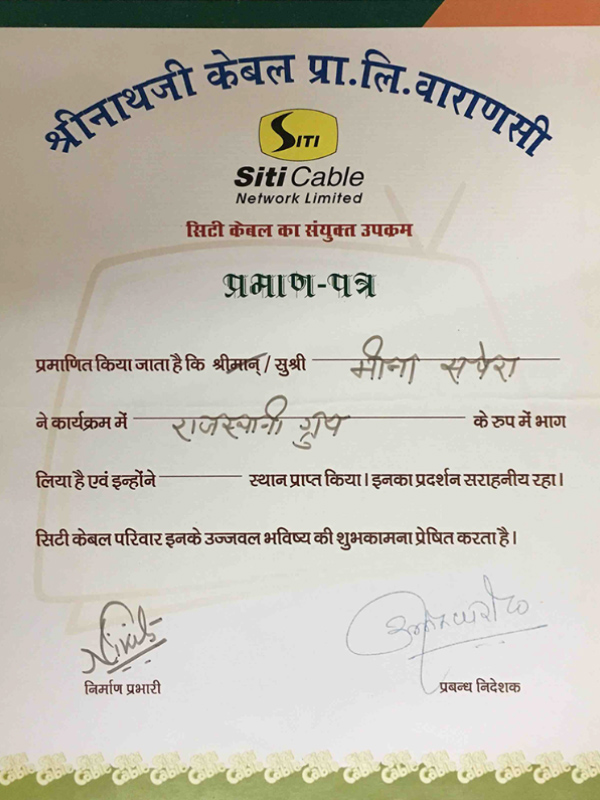 श्रीनाथजी केबल प्रा.लि.वाराणसी
SITI
Siti Cable
Network Limited
सिटी केबल का संयुक्त उपक्रम
प्रमाण-पत्र
प्रमाणित किया जाता है कि श्रीमान् / सुश्री मीना सपेरा
ने कार्यक्रम में राजस्थानी ग्रुप के रुप में भाग
लिया है एवं इन्होंने स्थान प्राप्त किया। इनका प्रदर्शन सराहनीय रहा।
सिटी केबल परिवार इनके उज्जवल भविष्य की शुभकामना प्रेषित करता है।
निर्माण प्रभारी
प्रबन्ध निदेशक